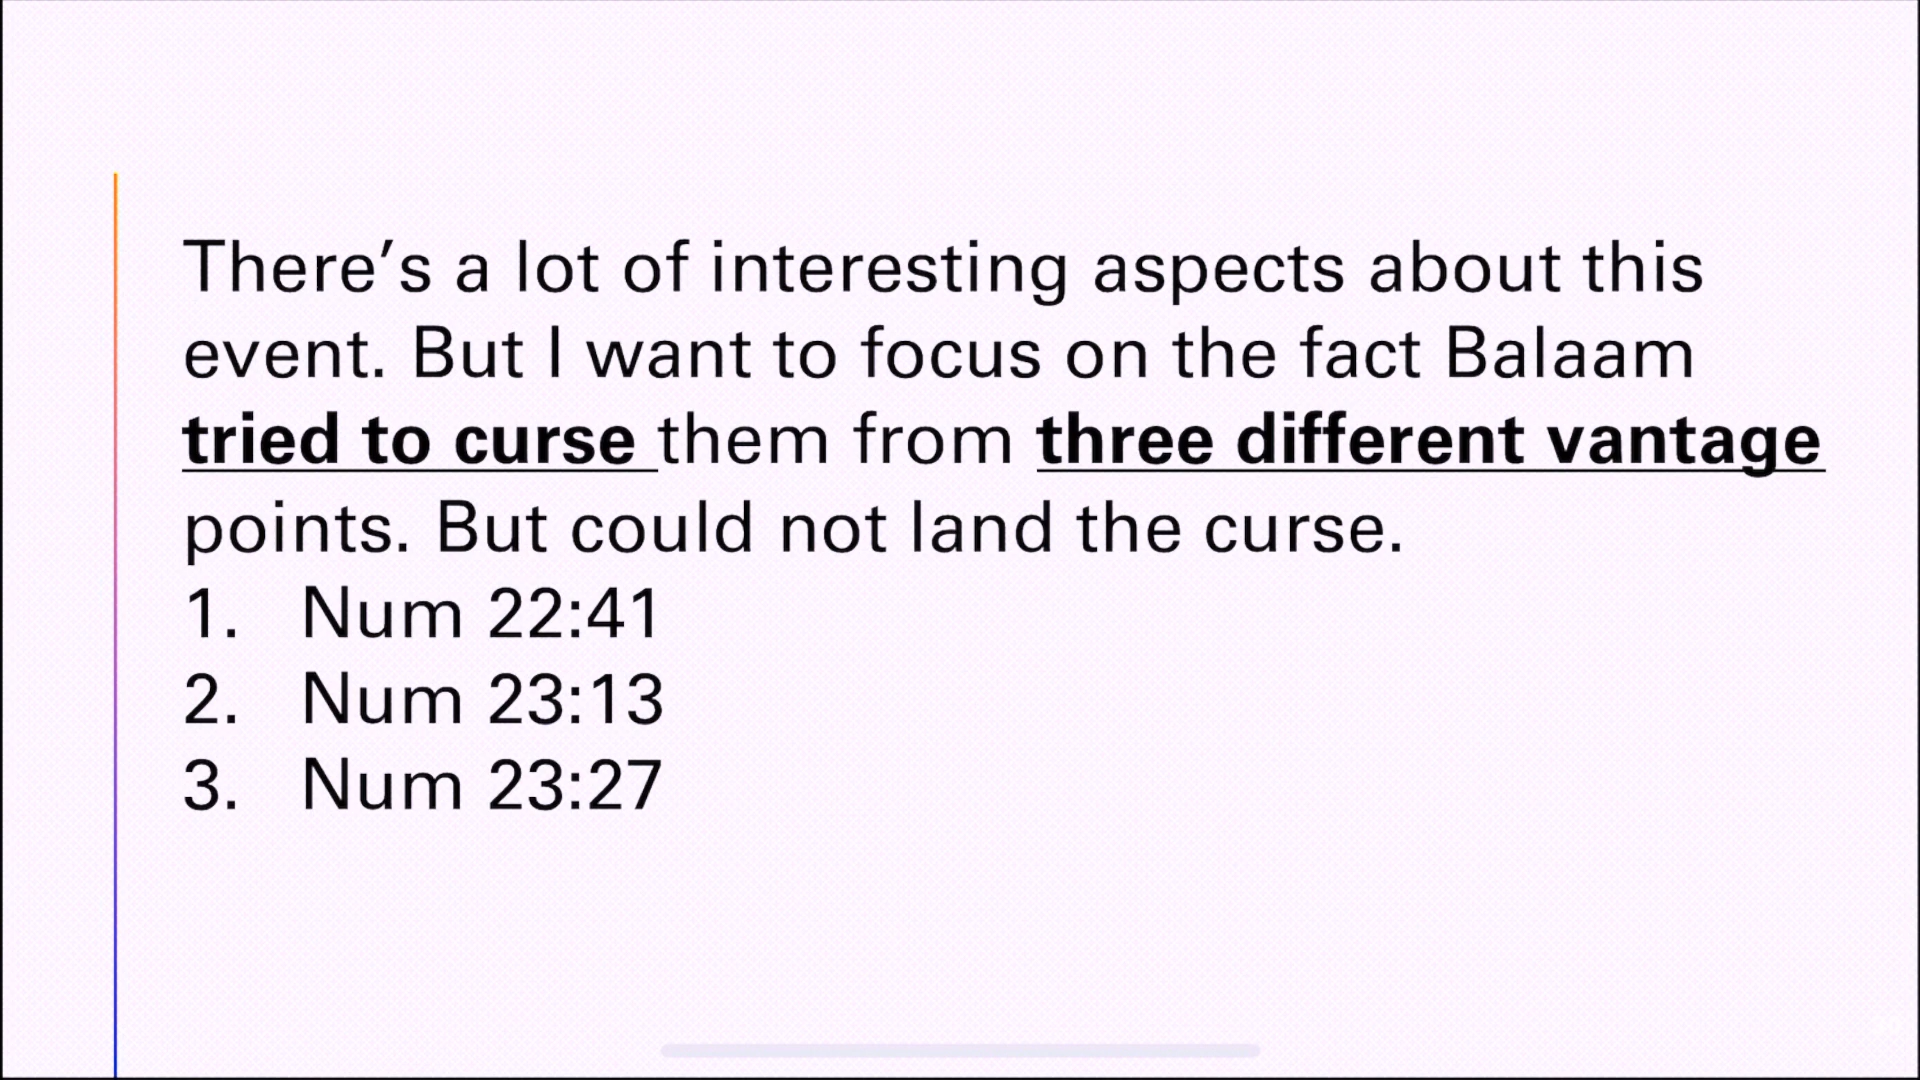 There’s a lot of interesting aspects about this
event. But I want to focus on the fact Balaam
tried to curse them from three different vantage
points. But could not land the curse.
1. Num 22:41
2. Num 23:13
3. Num 23:27